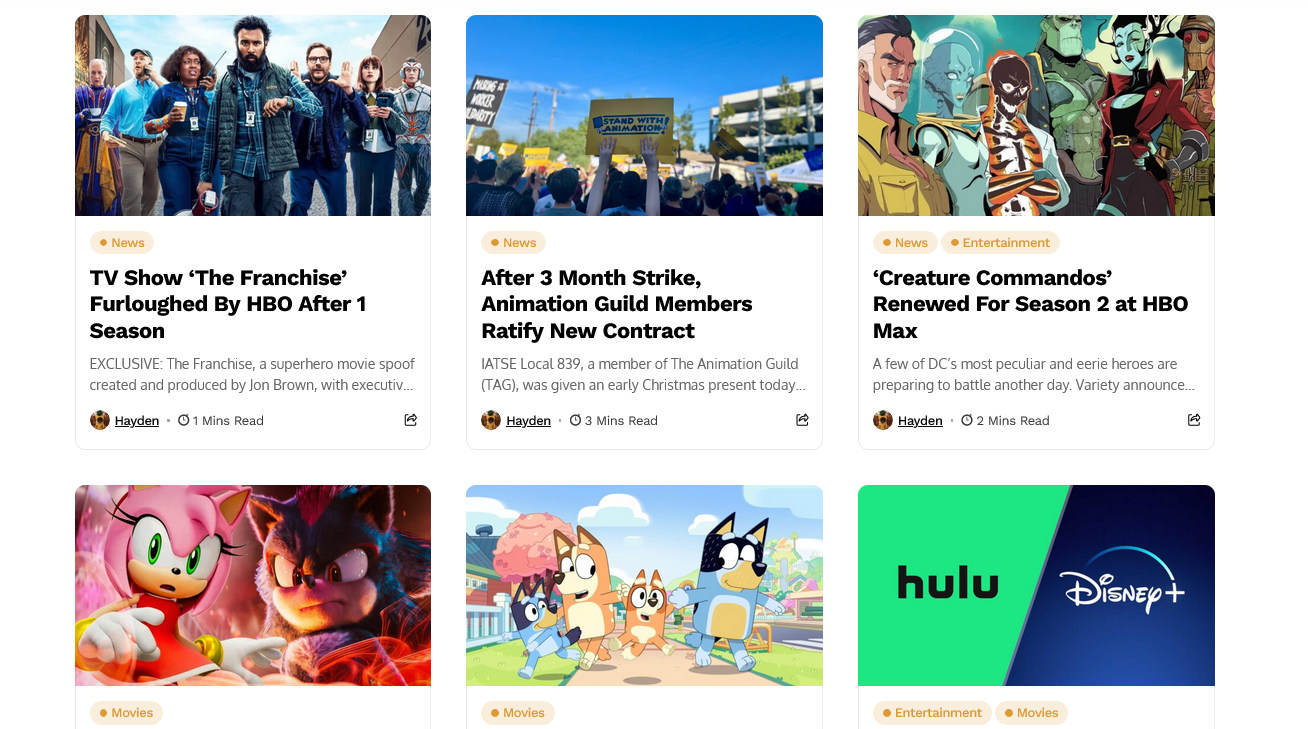 MAKING IS
WORKER
SOLIDARITY
STAND WITH
ANIMATION!
News
TV Show ‘The Franchise’
Furloughed By HBO After 1
Season
EXCLUSIVE: The Franchise, a superhero movie spoof
created and produced by Jon Brown, with executiv...
Hayden
1 Mins Read
News
After 3 Month Strike,
Animation Guild Members
Ratify New Contract
IATSE Local 839, a member of The Animation Guild
(TAG), was given an early Christmas present today...
Hayden
3 Mins Read
News
Entertainment
‘Creature Commandos’
Renewed For Season 2 at HBO
Max
A few of DC’s most peculiar and eerie heroes are
preparing to battle another day. Variety announce...
Hayden
2 Mins Read
hulu
Disney+
Movies
Movies
Entertainment
Movies